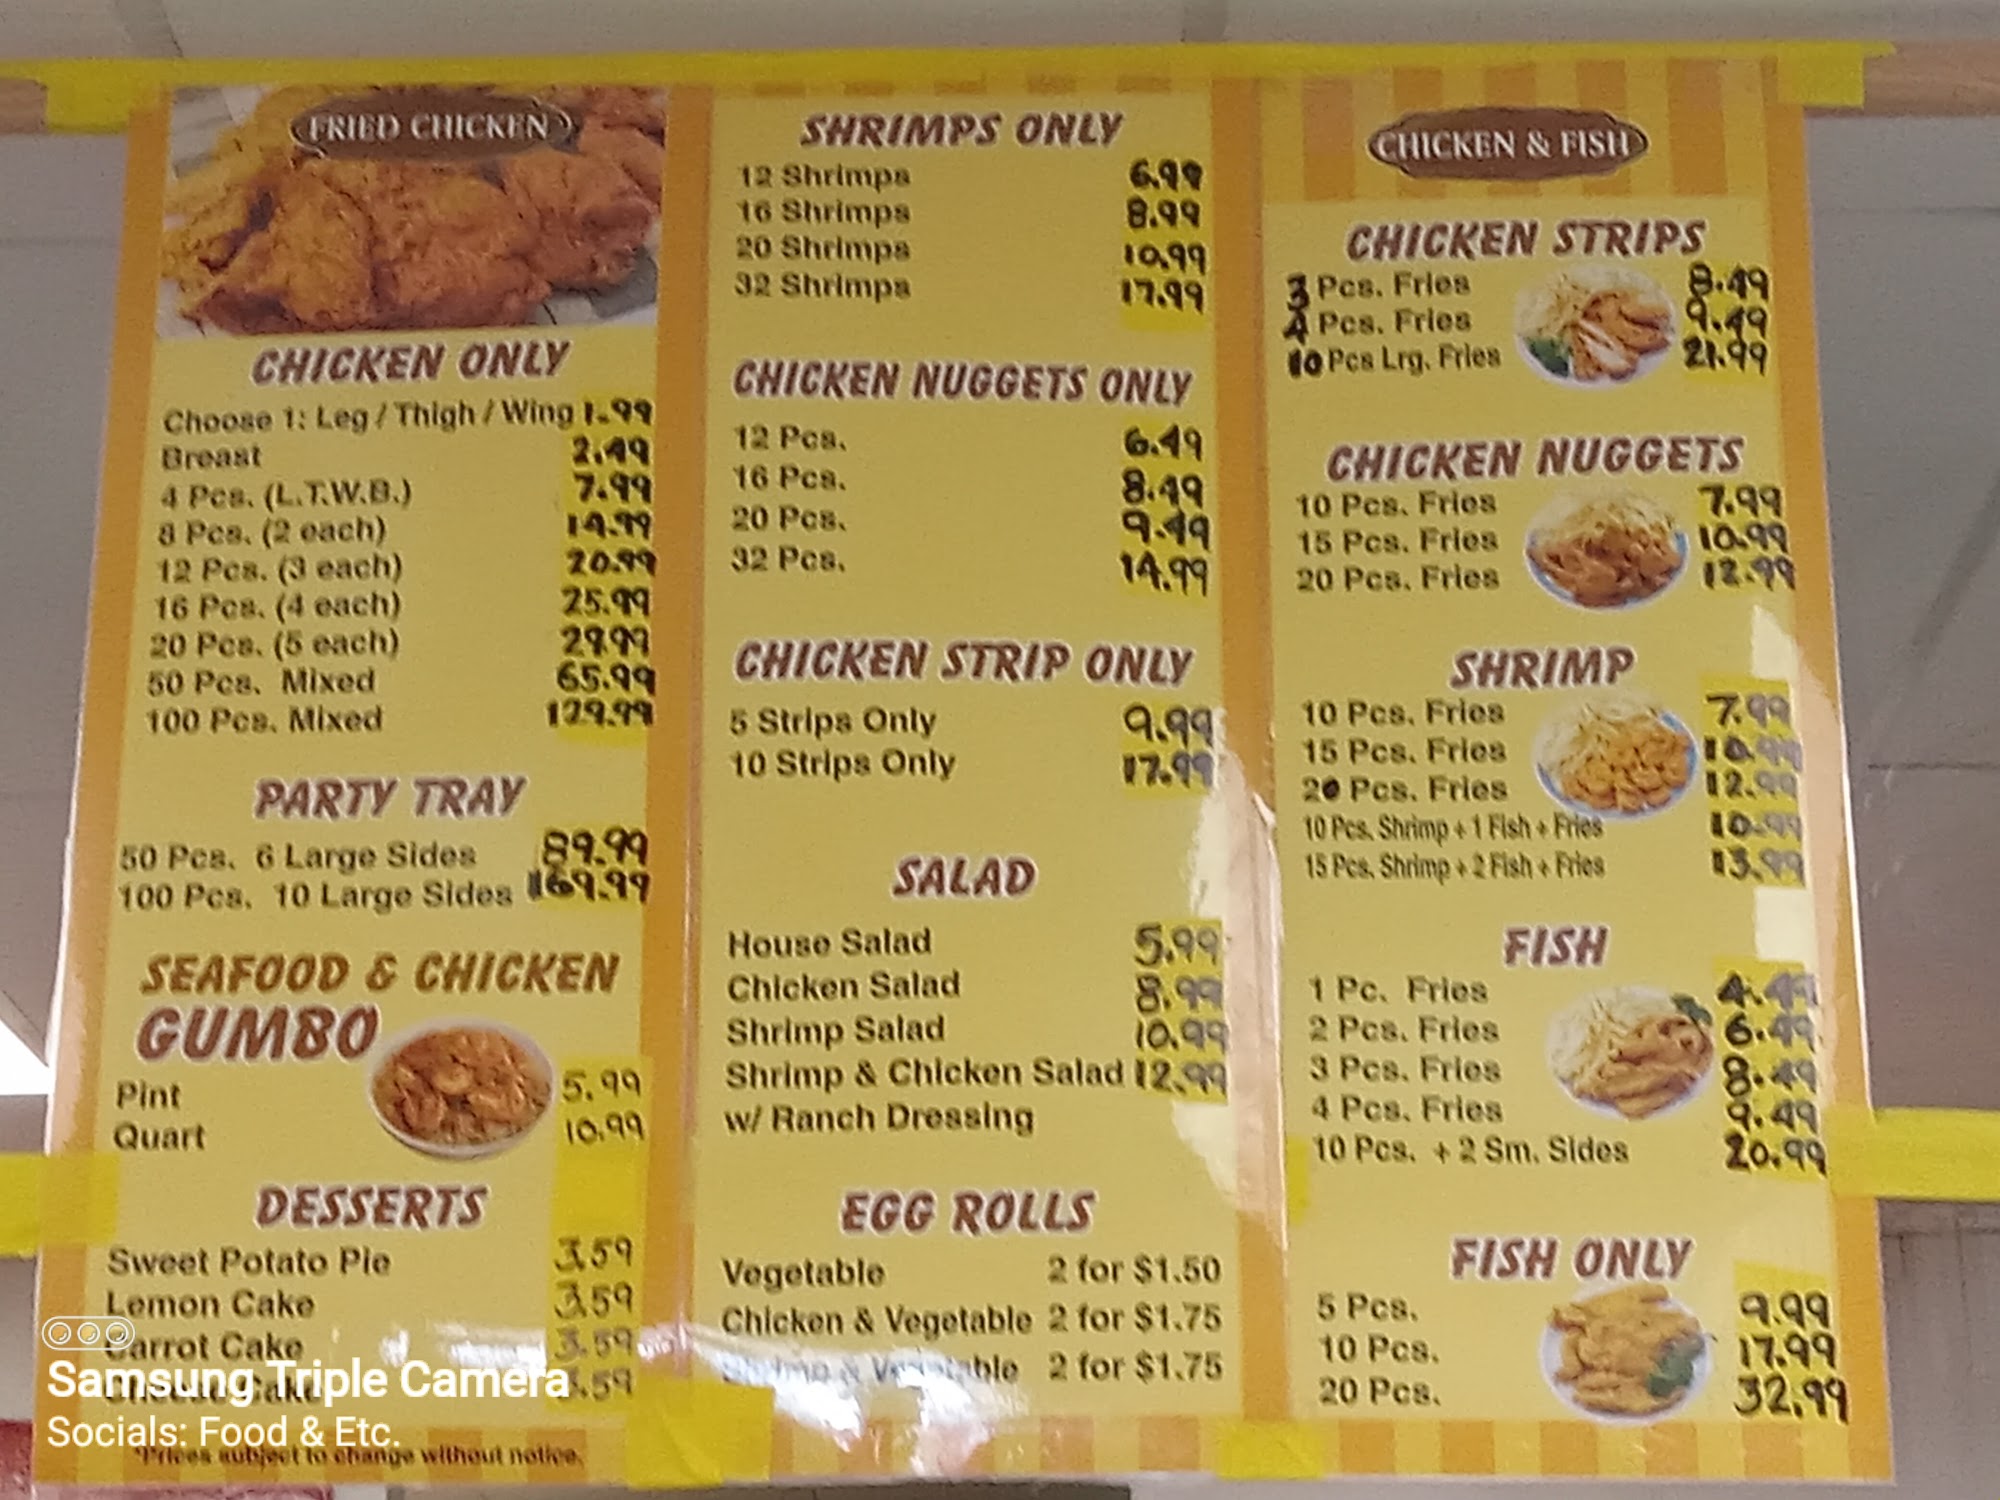 FRIED CHICKEN
CHICKEN ONLY
Choose 1: Leg / Thigh / Wing 1.99
Breast 2.49
4 Pcs. (L.T.W.B.) 7.99
8 Pcs. (2 each) 14.99
12 Pcs. (3 each) 20.99
16 Pcs. (4 each) 25.99
20 Pcs. (5 each) 29.99
50 Pcs. Mixed 65.99
100 Pcs. Mixed 129.99
PARTY TRAY
50 Pcs. 6 Large Sides 89.99
100 Pcs. 10 Large Sides 169.99
SEAFOOD & CHICKEN
GUMBO
Pint 5.99
Quart 10.99
DESSERTS
Sweet Potato Pie 3.59
Lemon Cake 3.59
Carrot Cake 3.59
Cake 3.59
*Prices subject to change without notice.
SHRIMPS ONLY
12 Shrimps 6.99
16 Shrimps 8.99
20 Shrimps 10.99
32 Shrimps 17.99
CHICKEN NUGGETS ONLY
12 Pcs. 6.49
16 Pcs. 8.49
20 Pcs. 9.49
32 Pcs. 14.99
CHICKEN STRIP ONLY
5 Strips Only 9.99
10 Strips Only 17.99
SALAD
House Salad 5.99
Chicken Salad 8.99
Shrimp Salad 10.99
Shrimp & Chicken Salad 12.99
w/ Ranch Dressing
EGG ROLLS
Vegetable 2 for $1.50
Chicken & Vegetable 2 for $1.75
Shrimp & Vegetable 2 for $1.75
CHICKEN & FISH
CHICKEN STRIPS
3 Pcs. Fries 8.49
4 Pcs. Fries 9.49
10 Pcs Lrg. Fries 21.99
CHICKEN NUGGETS
10 Pcs. Fries 7.99
15 Pcs. Fries 10.99
20 Pcs. Fries 12.99
SHRIMP
10 Pcs. Fries 7.99
15 Pcs. Fries 10.99
20 Pcs. Fries 12.99
10 Pcs. Shrimp + 1 Fish + Fries 10.99
15 Pcs. Shrimp + 2 Fish + Fries 13.99
FISH
1 Pc. Fries 4.49
2 Pcs. Fries 6.49
3 Pcs. Fries 8.49
4 Pcs. Fries 9.49
10 Pcs. + 2 Sm. Sides 20.99
FISH ONLY
5 Pcs. 9.99
10 Pcs. 17.99
20 Pcs. 32.99
Samsung Triple Camera
Socials: Food & Etc.